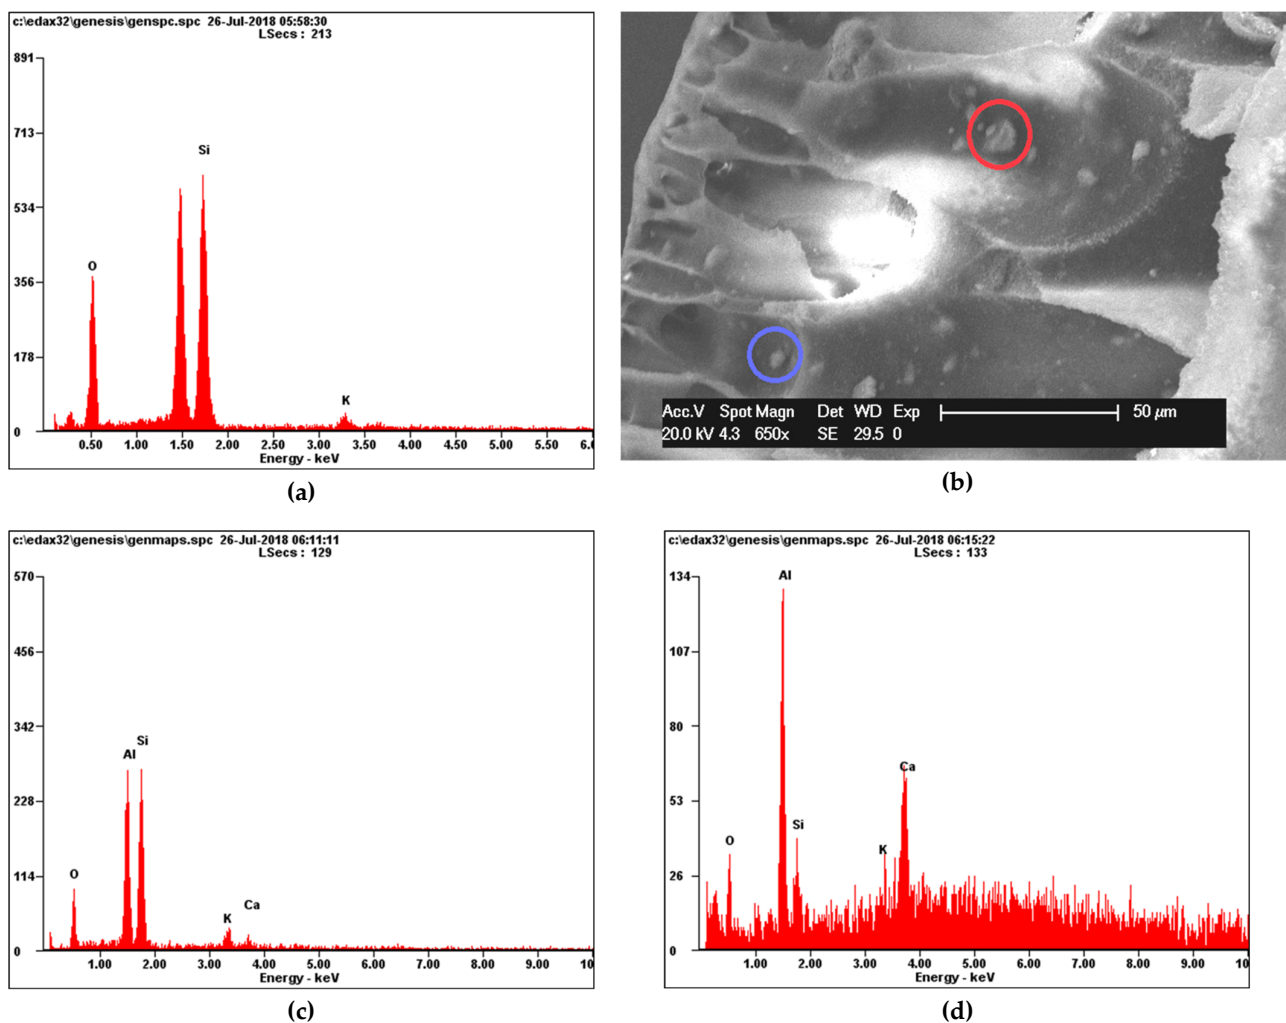 c:\edax32\genesis\genspc.spc 26-Jul-2018 05:58:30
LSecs : 213
891
713
534
356
178
0
O
Si
K
0.50 1.00 1.50 2.00 2.50 3.00 3.50 4.00 4.50 5.00 5.50 6.0
Energy - keV
(a)
Acc.V Spot Magn Det WD Exp 50 µm
20.0 kV 4.3 650x SE 29.5 0
(b)
c:\edax32\genesis\genmaps.spc 26-Jul-2018 06:11:11
LSecs : 129
570
456
342
228
114
0
O
Al
Si
K
Ca
1.00 2.00 3.00 4.00 5.00 6.00 7.00 8.00 9.00 10
Energy - keV
(c)
c:\edax32\genesis\genmaps.spc 26-Jul-2018 06:15:22
LSecs : 133
134
107
80
53
26
0
O
Al
Si
K
Ca
1.00 2.00 3.00 4.00 5.00 6.00 7.00 8.00 9.00 10
Energy - keV
(d)